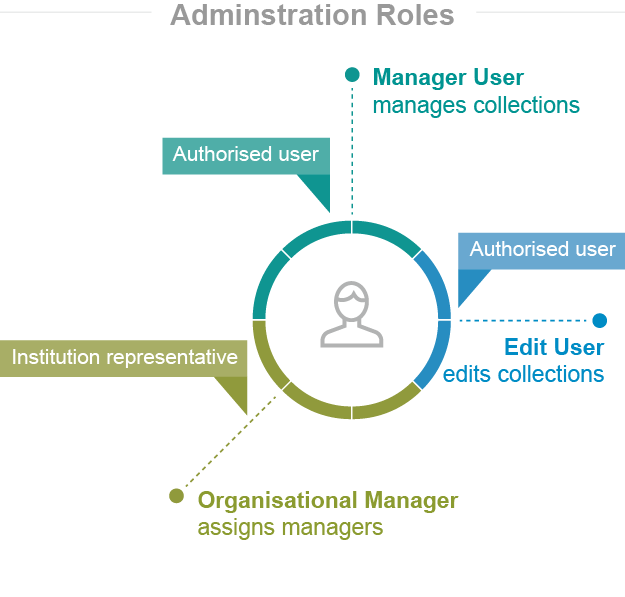 Adminstration Roles
Manager User
manages collections
Authorised user
Authorised user
Edit User
edits collections
Institution representative
Organisational Manager
assigns managers